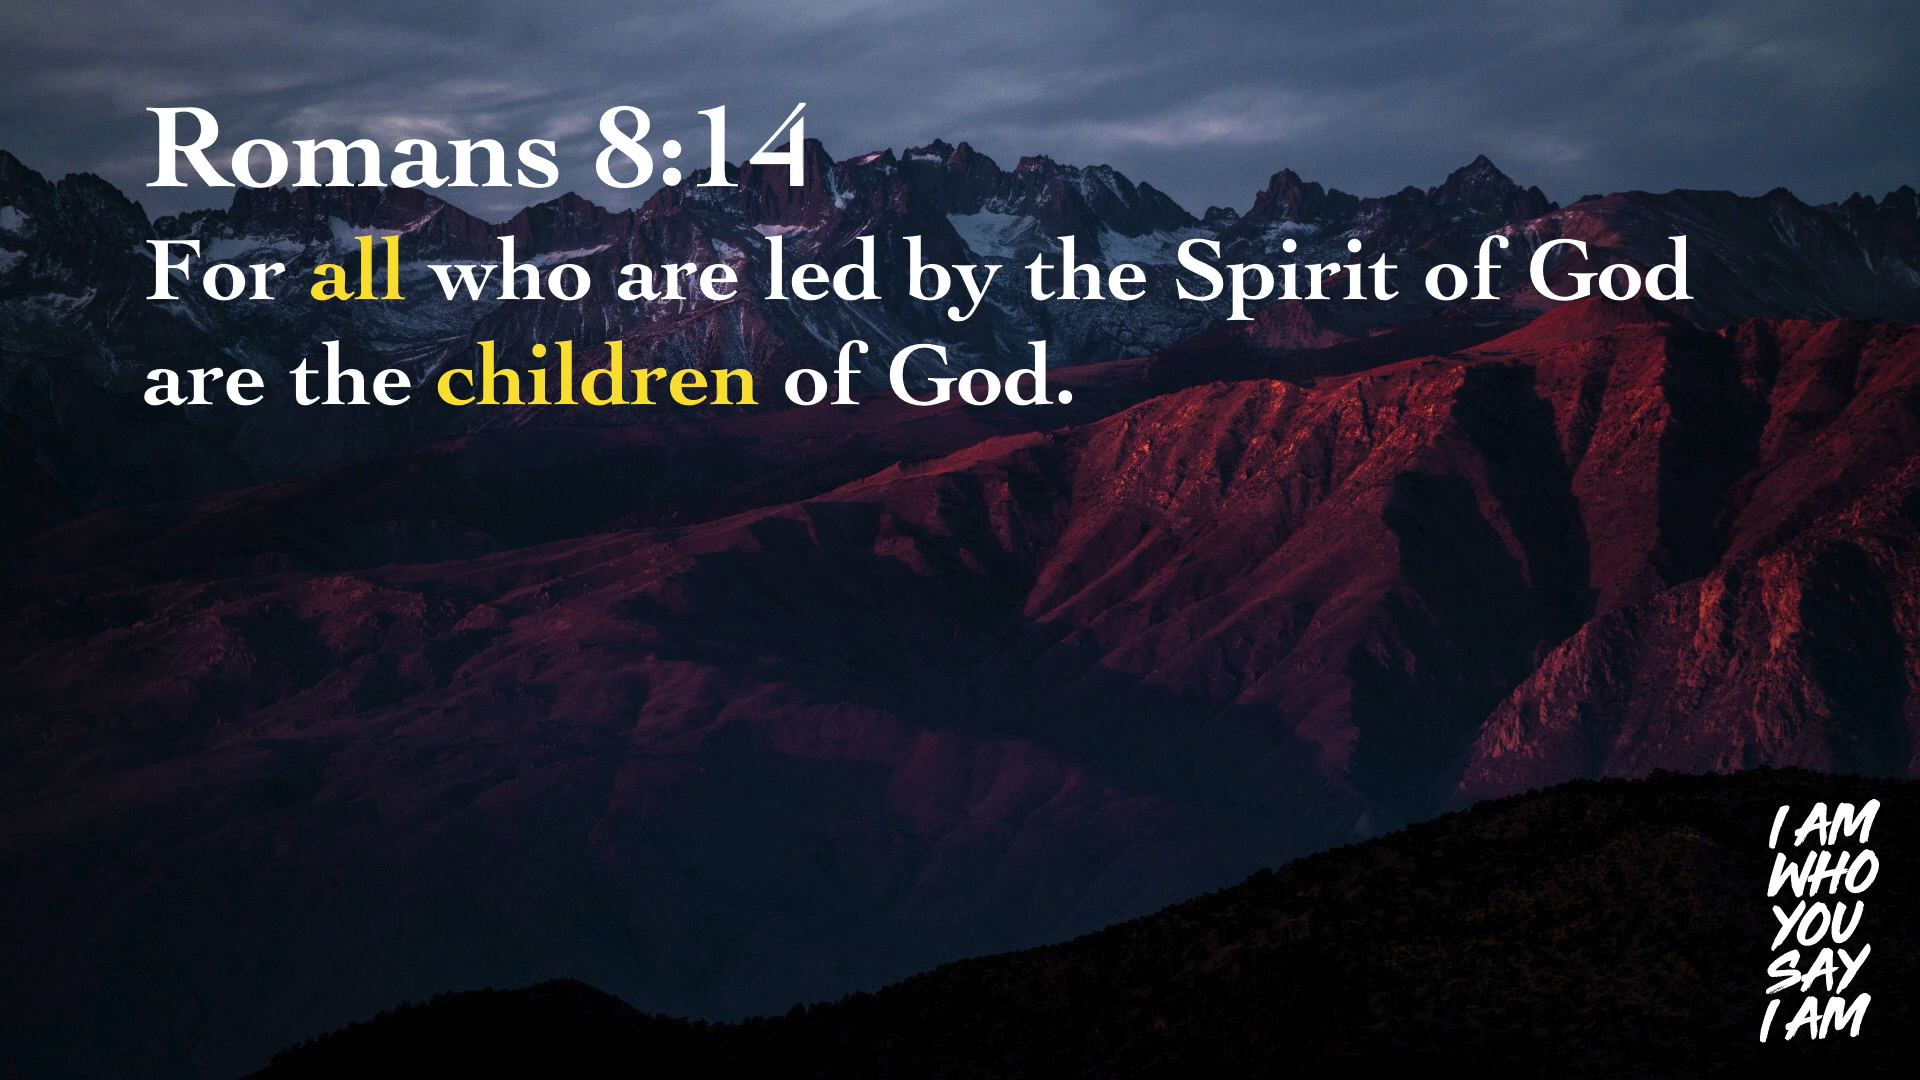 Romans 8:14
For all who are led by the Spirit of God
are the children of God.
I AM
WHO
YOU
SAY
I AM